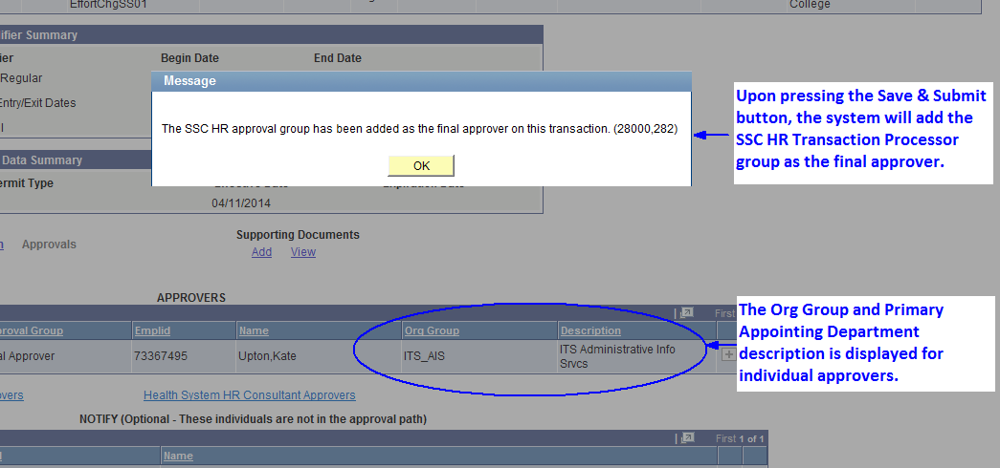 EffortChgSS01
College
ifier Summary
ier Begin Date End Date
Regular
Entry/Exit Dates
Message
The SSC HR approval group has been added as the final approver on this transaction. (28000,282)
OK
Upon pressing the Save & Submit
button, the system will add the
SSC HR Transaction Processor
group as the final approver.
Data Summary
ermit Type Effective Date Expiration Date
04/11/2014
Approvals
Supporting Documents
Add View
APPROVERS
First
proval Group Emplid Name Org Group Description
al Approver 73367495 Upton,Kate ITS_AIS ITS Administrative Info
Srvcs
The Org Group and Primary
Appointing Department
description is displayed for
individual approvers.
overs Health System HR Consultant Approvers
NOTIFY (Optional - These individuals are not in the approval path)
First 1 of 1
Name